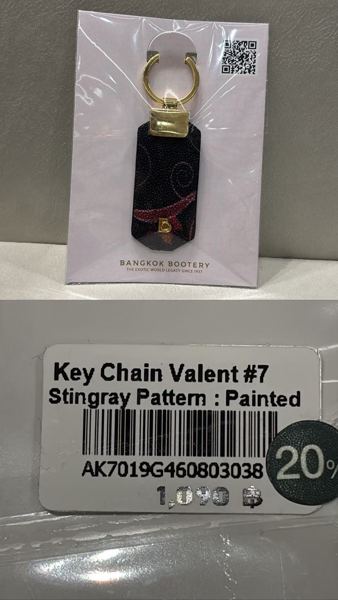 BANGKOK BOOTERY
THE EXOTIC WORLD LEGACY SINCE 1937
Key Chain Valent #7
Stingray Pattern : Painted
AK7019G460803038
20%
1,090 ฿